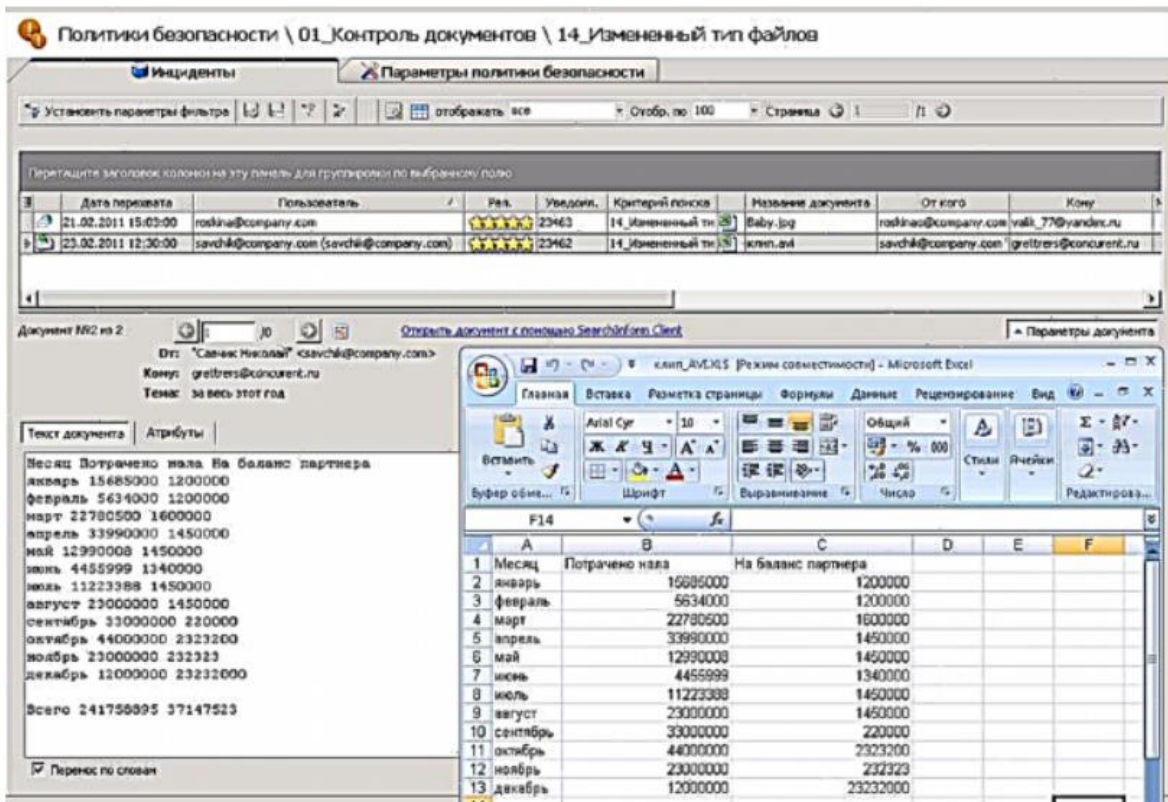 Политики безопасности \ 01_Контроль документов \ 14_Измененный тип файлов
Инциденты
Параметры политики безопасности
Установить параметры фильтра
отображать все
Отобр. по 100
Страница 1 /1
Перетащите заголовок колонки на эту панель для группировки по выбранному полю
Дата перехвата Пользователь Рел. Уведомл. Критерий поиска Название документа От кого Кому
21.02.2011 15:03:00 roskina@company.com 23463 14_Измененный ти Baby.jpg roskinao@company.com valik_77@yandex.ru
23.02.2011 12:30:00 savchik@company.com (savchik@company.com) 23462 14_Измененный ти клип.avi savchik@company.com grettrers@concurent.ru
Документ №2 из 2 1 /0
Открыть документ с помощью SearchInform Client
Параметры документа
От: "Савчик Николай" <savchik@company.com>
Кому: grettrers@concurent.ru
Тема: за весь этот год
Текст документа Атрибуты
Месяц Потрачено нала На баланс партнера
январь 15685000 1200000
февраль 5634000 1200000
март 22780500 1600000
апрель 33990000 1450000
май 12990008 1450000
июнь 4455999 1340000
июль 11223388 1450000
август 23000000 1450000
сентябрь 33000000 220000
октябрь 44000000 2323200
ноябрь 23000000 232323
декабрь 12000000 23232000
Всего 241758895 37147523
Перенос по словам
клип_AVI.XLS [Режим совместимости] - Microsoft Excel
Главная Вставка Разметка страницы Формулы Данные Рецензирование Вид
Вставить
Arial Cyr 10
Ж К Ч
Общий
% 000
Стили
Ячейки
Буфер обме... Шрифт Выравнивание Число Редактирова...
F14 fx
A B C D E F
1 Месяц Потрачено нала На баланс партнера
2 январь 15685000 1200000
3 февраль 5634000 1200000
4 март 22780500 1600000
5 апрель 33990000 1450000
6 май 12990008 1450000
7 июнь 4455999 1340000
8 июль 11223388 1450000
9 август 23000000 1450000
10 сентябрь 33000000 220000
11 октябрь 44000000 2323200
12 ноябрь 23000000 232323
13 декабрь 12000000 23232000